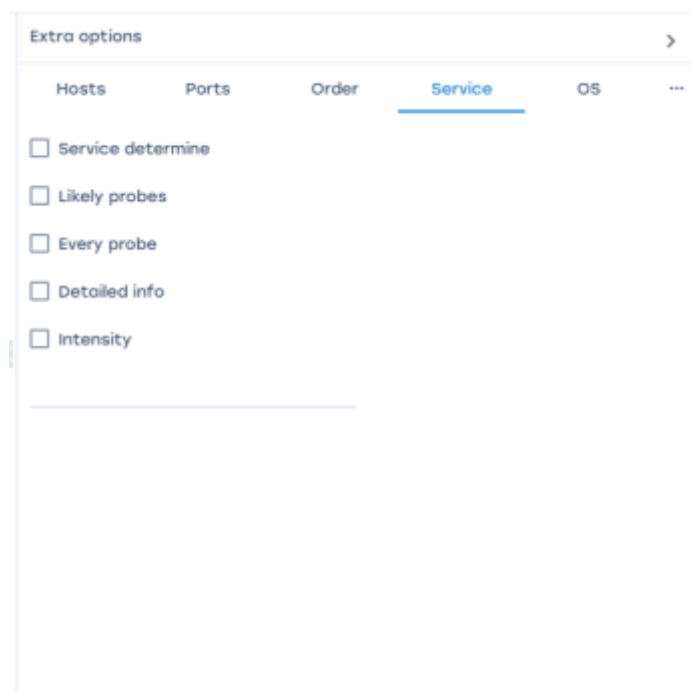 Extra options
Hosts Ports Order Service OS ...
Service determine
Likely probes
Every probe
Detailed info
Intensity